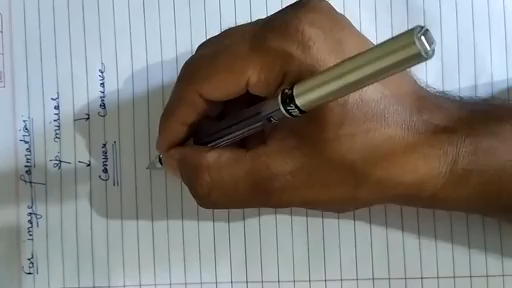 For image formation:
sp. mirror
↓ ↓
Convex Concave